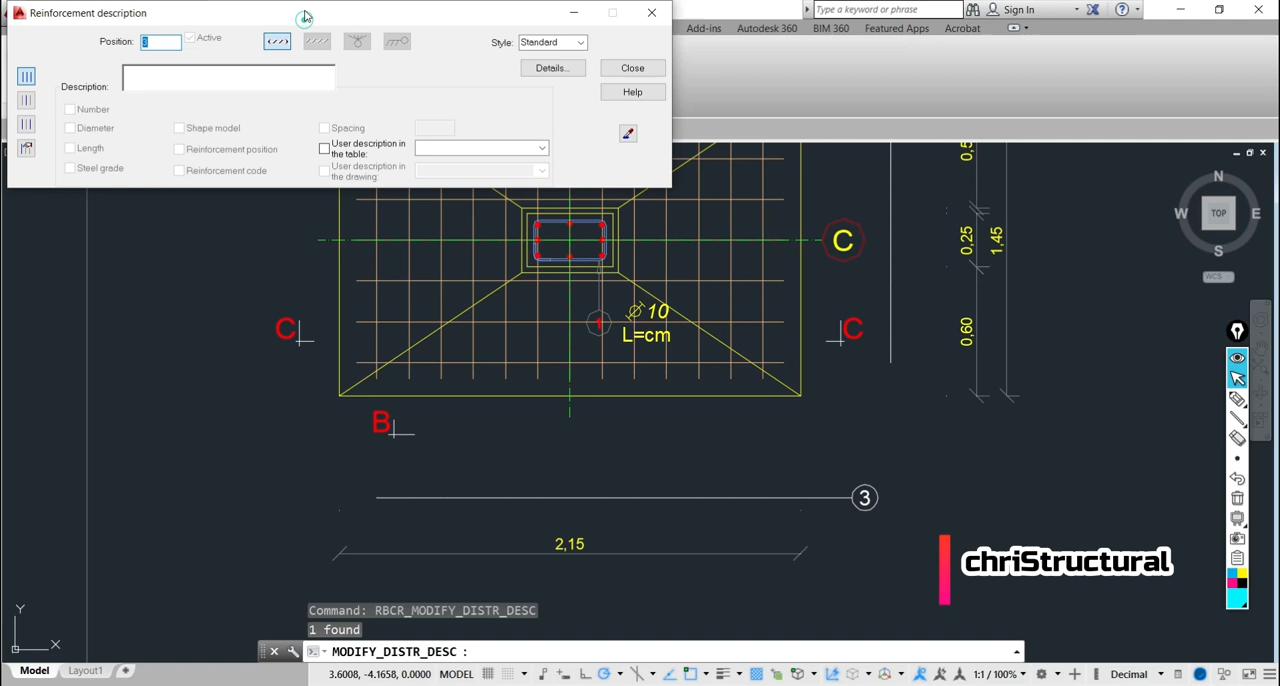 Reinforcement description
Position: 3
Active
Style: Standard
Details...
Close
Description:
Help
Number
Diameter
Shape model
Spacing
Length
Reinforcement position
User description in
the table:
Steel grade
Reinforcement code
User description in
the drawing:
Type a keyword or phrase
Sign In
Add-ins
Autodesk 360
BIM 360
Featured Apps
Acrobat
N
W
TOP
E
S
WCS
C
0,25
1,45
0,60
1
10
L=cm
C
C
B
3
2,15
chriStructural
Command: RBCR_MODIFY_DISTR_DESC
1 found
MODIFY_DISTR_DESC :
Y
X
Model
Layout1
3.6008, -4.1658, 0.0000
MODEL
1:1 / 100%
Decimal